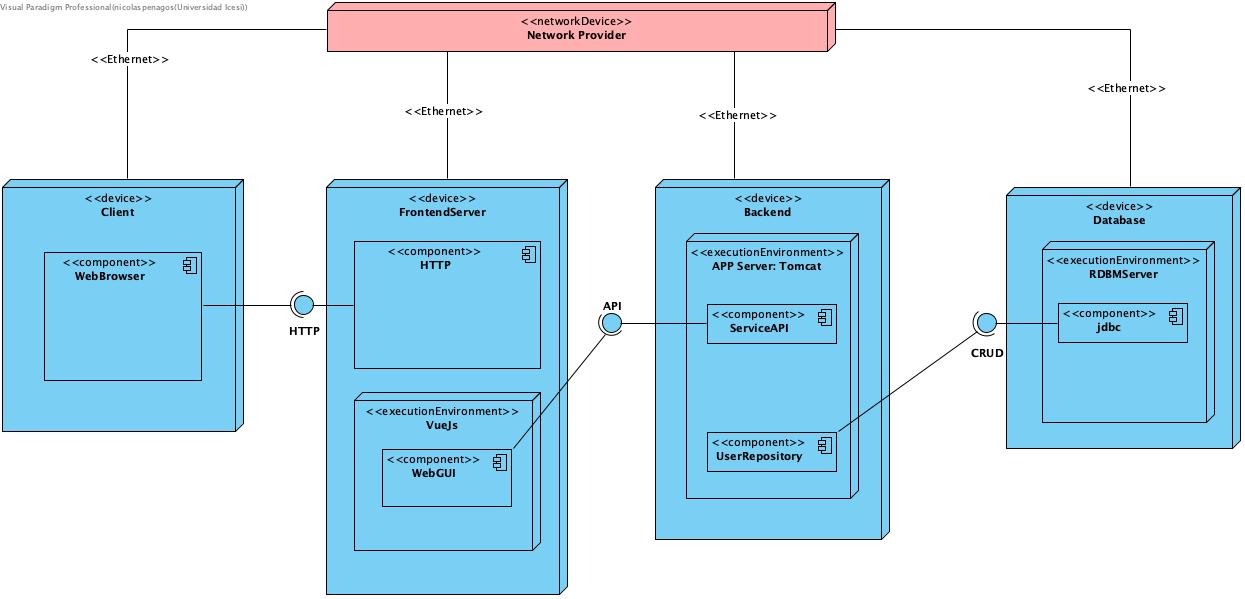 Visual Paradigm Professional(nicolaspenagos(Universidad Icesi))
<<networkDevice>>
Network Provider
<<Ethernet>>
<<Ethernet>>
<<Ethernet>>
<<Ethernet>>
<<device>>
Client
<<component>>
WebBrowser
HTTP
<<device>>
FrontendServer
<<component>>
HTTP
<<executionEnvironment>>
VueJs
<<component>>
WebGUI
API
<<device>>
Backend
<<executionEnvironment>>
APP Server: Tomcat
<<component>>
ServiceAPI
<<component>>
UserRepository
CRUD
<<device>>
Database
<<executionEnvironment>>
RDBMServer
<<component>>
jdbc